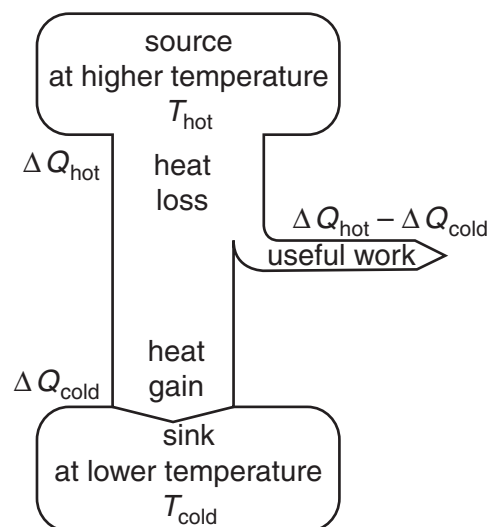 source
at higher temperature
T_hot
ΔQ_hot
heat
loss
ΔQ_hot – ΔQ_cold
useful work
heat
gain
ΔQ_cold
sink
at lower temperature
T_cold